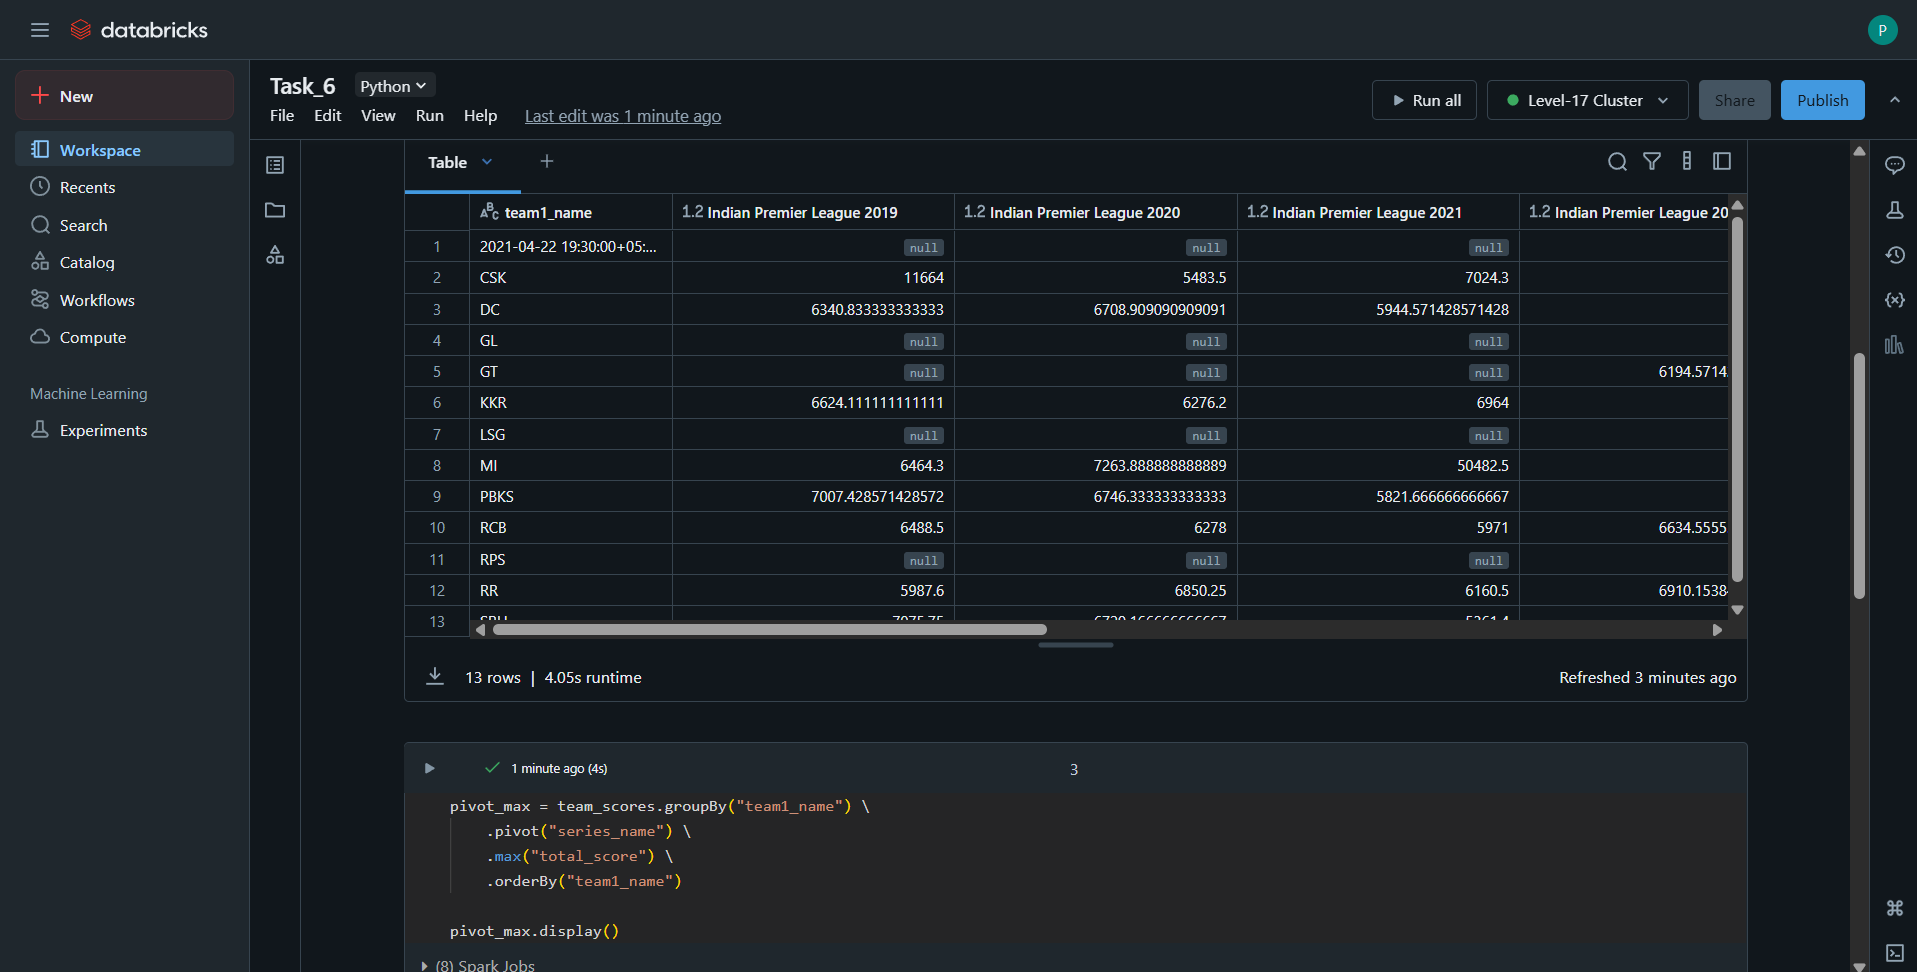 databricks
P
New
Workspace
Recents
Search
Catalog
Workflows
Compute
Machine Learning
Experiments
Task_6 Python
File Edit View Run Help Last edit was 1 minute ago
Run all Level-17 Cluster Share Publish
Table +
team1_name 1.2 Indian Premier League 2019 1.2 Indian Premier League 2020 1.2 Indian Premier League 2021 1.2 Indian Premier League 20
1 2021-04-22 19:30:00+05:... null null null
2 CSK 11664 5483.5 7024.3
3 DC 6340.833333333333 6708.909090909091 5944.571428571428
4 GL null null null
5 GT null null null 6194.5714
6 KKR 6624.111111111111 6276.2 6964
7 LSG null null null
8 MI 6464.3 7263.888888888889 50482.5
9 PBKS 7007.428571428572 6746.333333333333 5821.666666666667
10 RCB 6488.5 6278 5971 6634.5555
11 RPS null null null
12 RR 5987.6 6850.25 6160.5 6910.1538
13
13 rows | 4.05s runtime Refreshed 3 minutes ago
1 minute ago (4s) 3
pivot_max = team_scores.groupBy("team1_name") \
.pivot("series_name") \
.max("total_score") \
.orderBy("team1_name")
pivot_max.display()
(8) Spark Jobs